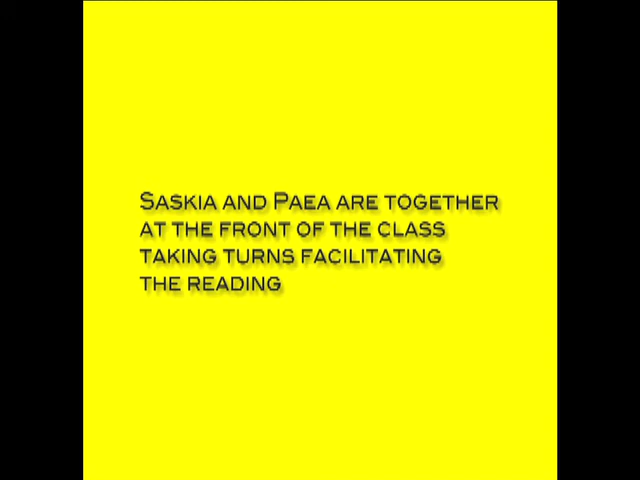 Saskia and Paea are together
at the front of the class
taking turns facilitating
the reading